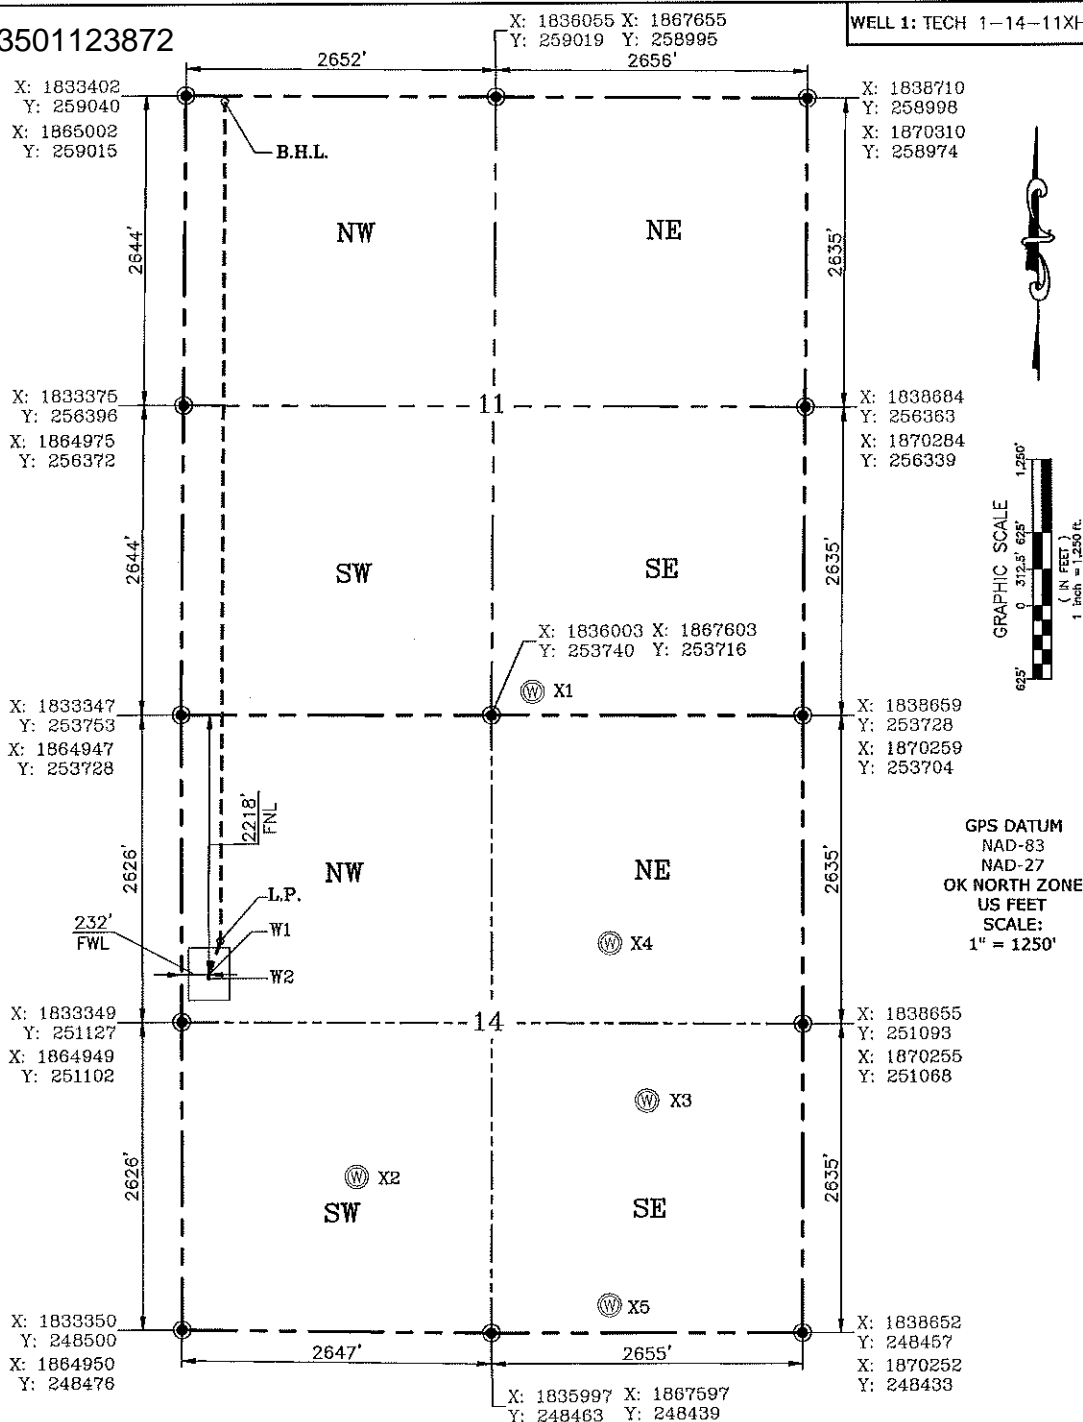 3501123872
WELL 1: TECH 1-14-11XH
X: 1836055 X: 1867655
Y: 259019 Y: 258995
2652'
2656'
X: 1833402
Y: 259040
X: 1865002
Y: 259015
X: 1838710
Y: 258998
X: 1870310
Y: 258974
B.H.L.
NW
NE
2644'
2635'
X: 1833375
Y: 256396
X: 1864975
Y: 256372
11
X: 1838684
Y: 256363
X: 1870284
Y: 256339
GRAPHIC SCALE
625' 0 312.5' 625' 1,250'
( IN FEET )
1 inch = 1,250 ft.
2644'
SW
SE
2635'
X: 1836003 X: 1867603
Y: 253740 Y: 253716
W X1
X: 1833347
Y: 253753
X: 1864947
Y: 253728
X: 1838659
Y: 253728
X: 1870259
Y: 253704
2218'
FNL
GPS DATUM
NAD-83
NAD-27
OK NORTH ZONE
US FEET
SCALE:
1" = 1250'
2626'
NW
NE
2635'
L.P.
232'
FWL
W1
W2
W X4
X: 1833349
Y: 251127
X: 1864949
Y: 251102
14
X: 1838655
Y: 251093
X: 1870255
Y: 251068
W X3
2626'
W X2
2635'
SW
SE
W X5
X: 1833350
Y: 248500
X: 1864950
Y: 248476
X: 1838652
Y: 248457
X: 1870252
Y: 248433
2647'
2655'
X: 1835997 X: 1867597
Y: 248463 Y: 248439